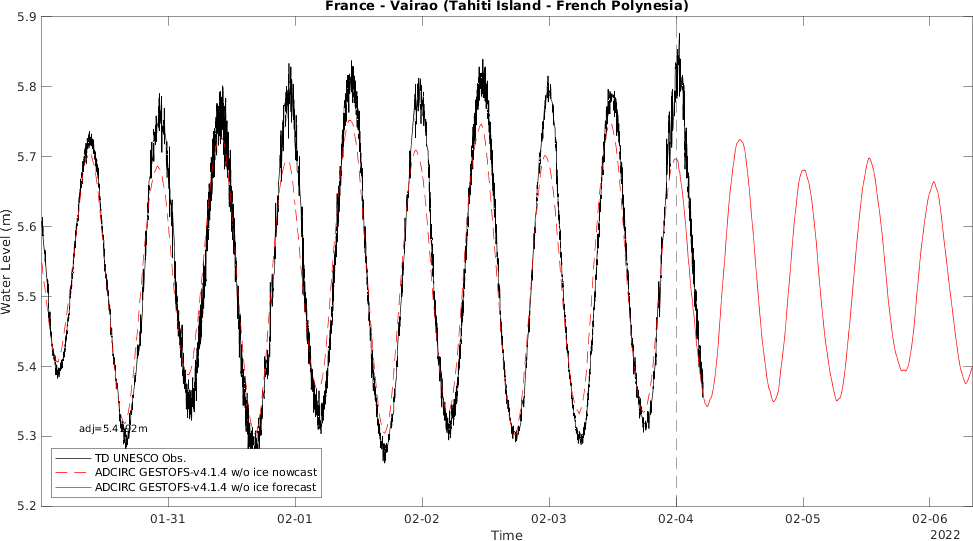 France - Vairao (Tahiti Island - French Polynesia)
5.9
5.8
5.7
5.6
5.5
5.4
5.3
5.2
Water Level (m)
TD UNESCO Obs.
ADCIRC GESTOFS-v4.1.4 w/o ice nowcast
ADCIRC GESTOFS-v4.1.4 w/o ice forecast
01-31
02-01
02-02
02-03
02-04
02-05
02-06
Time
2022